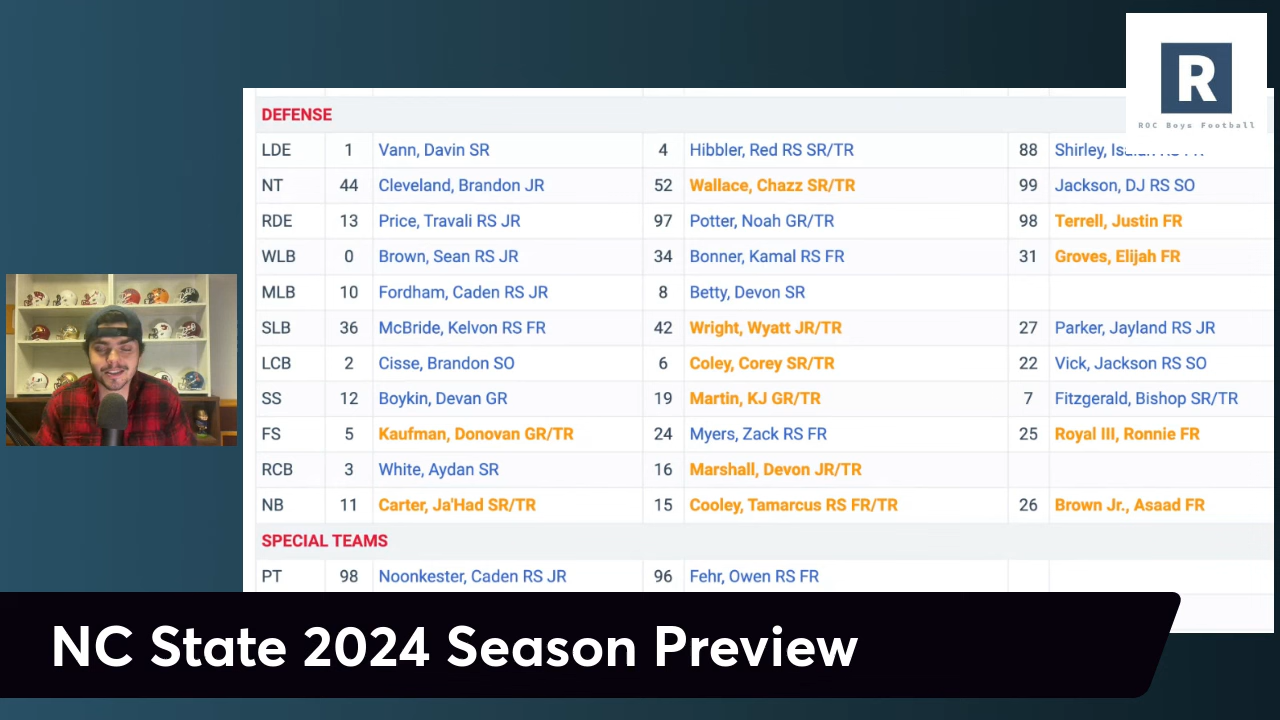 R
ROC Boys Football
DEFENSE
LDE 1 Vann, Davin SR 4 Hibbler, Red RS SR/TR 88 Shirley,
NT 44 Cleveland, Brandon JR 52 Wallace, Chazz SR/TR 99 Jackson, DJ RS SO
RDE 13 Price, Travali RS JR 97 Potter, Noah GR/TR 98 Terrell, Justin FR
WLB 0 Brown, Sean RS JR 34 Bonner, Kamal RS FR 31 Groves, Elijah FR
MLB 10 Fordham, Caden RS JR 8 Betty, Devon SR
SLB 36 McBride, Kelvon RS FR 42 Wright, Wyatt JR/TR 27 Parker, Jayland RS JR
LCB 2 Cisse, Brandon SO 6 Coley, Corey SR/TR 22 Vick, Jackson RS SO
SS 12 Boykin, Devan GR 19 Martin, KJ GR/TR 7 Fitzgerald, Bishop SR/TR
FS 5 Kaufman, Donovan GR/TR 24 Myers, Zack RS FR 25 Royal III, Ronnie FR
RCB 3 White, Aydan SR 16 Marshall, Devon JR/TR
NB 11 Carter, Ja'Had SR/TR 15 Cooley, Tamarcus RS FR/TR 26 Brown Jr., Asaad FR
SPECIAL TEAMS
PT 98 Noonkester, Caden RS JR 96 Fehr, Owen RS FR
NC State 2024 Season Preview